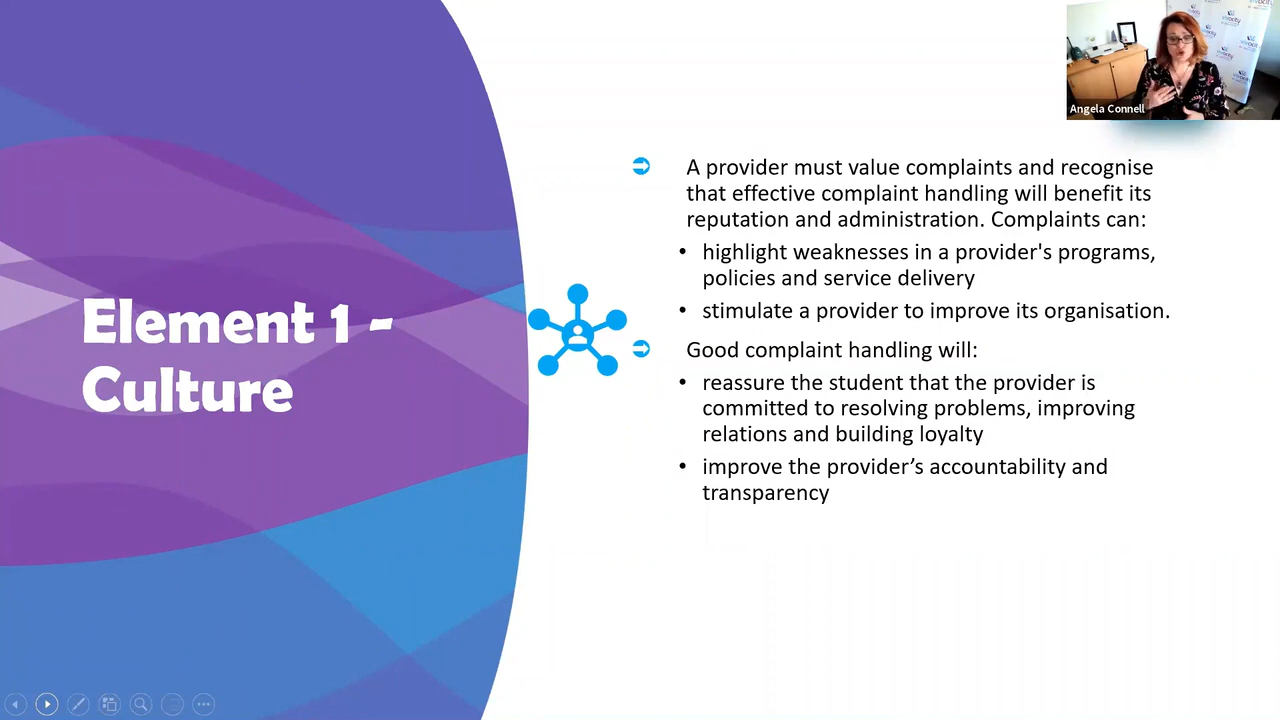 Angela Connell
Element 1 -
Culture
A provider must value complaints and recognise
that effective complaint handling will benefit its
reputation and administration. Complaints can:
• highlight weaknesses in a provider's programs,
policies and service delivery
• stimulate a provider to improve its organisation.
Good complaint handling will:
• reassure the student that the provider is
committed to resolving problems, improving
relations and building loyalty
• improve the provider’s accountability and
transparency